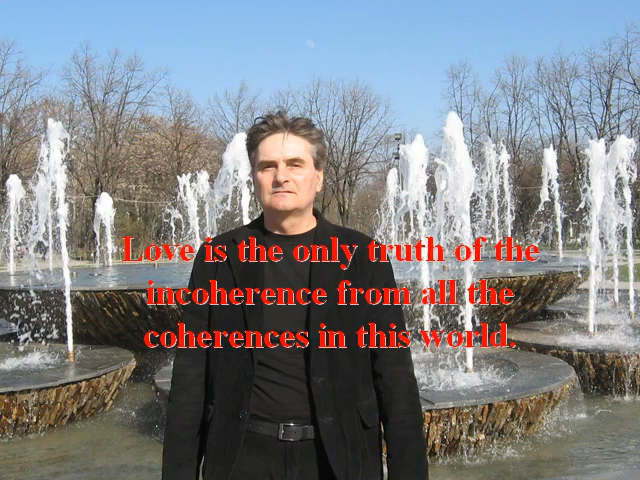 Love is the only truth of the
incoherence from all the
coherences in this world.